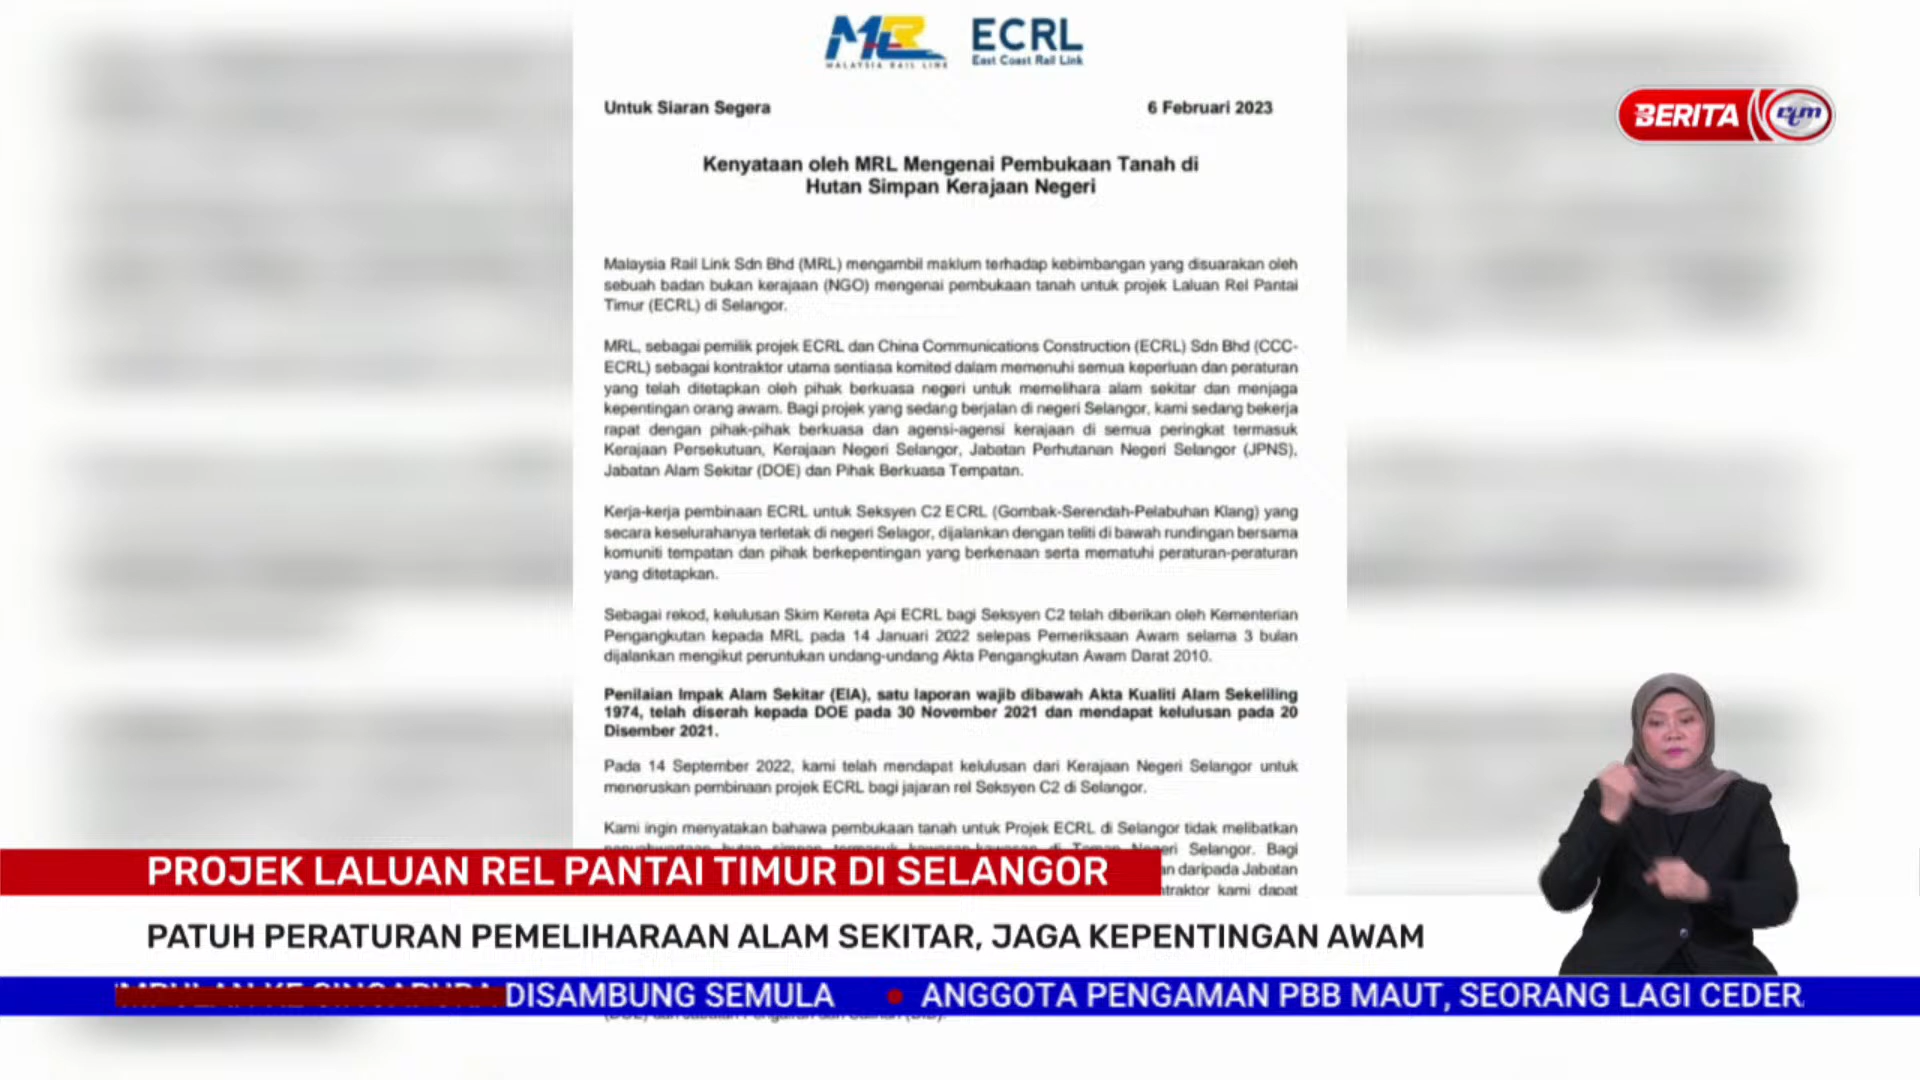 MRL
MALAYSIA RAIL LINK
ECRL
East Coast Rail Link
Untuk Siaran Segera
6 Februari 2023
BERITA rtm
Kenyataan oleh MRL Mengenai Pembukaan Tanah di
Hutan Simpan Kerajaan Negeri
Malaysia Rail Link Sdn Bhd (MRL) mengambil maklum terhadap kebimbangan yang disuarakan oleh
sebuah badan bukan kerajaan (NGO) mengenai pembukaan tanah untuk projek Laluan Rel Pantai
Timur (ECRL) di Selangor.
MRL, sebagai pemilik projek ECRL dan China Communications Construction (ECRL) Sdn Bhd (CCC-
ECRL) sebagai kontraktor utama sentiasa komited dalam memenuhi semua keperluan dan peraturan
yang telah ditetapkan oleh pihak berkuasa negeri untuk memelihara alam sekitar dan menjaga
kepentingan orang awam. Bagi projek yang sedang berjalan di negeri Selangor, kami sedang bekerja
rapat dengan pihak-pihak berkuasa dan agensi-agensi kerajaan di semua peringkat termasuk
Kerajaan Persekutuan, Kerajaan Negeri Selangor, Jabatan Perhutanan Negeri Selangor (JPNS),
Jabatan Alam Sekitar (DOE) dan Pihak Berkuasa Tempatan.
Kerja-kerja pembinaan ECRL untuk Seksyen C2 ECRL (Gombak-Serendah-Pelabuhan Klang) yang
secara keselurahanya terletak di negeri Selagor, dijalankan dengan teliti di bawah rundingan bersama
komuniti tempatan dan pihak berkepentingan yang berkenaan serta mematuhi peraturan-peraturan
yang ditetapkan.
Sebagai rekod, kelulusan Skim Kereta Api ECRL bagi Seksyen C2 telah diberikan oleh Kementerian
Pengangkutan kepada MRL pada 14 Januari 2022 selepas Pemeriksaan Awam selama 3 bulan
dijalankan mengikut peruntukan undang-undang Akta Pengangkutan Awam Darat 2010.
Penilaian Impak Alam Sekitar (EIA), satu laporan wajib dibawah Akta Kualiti Alam Sekeliling
1974, telah diserah kepada DOE pada 30 November 2021 dan mendapat kelulusan pada 20
Disember 2021.
Pada 14 September 2022, kami telah mendapat kelulusan dari Kerajaan Negeri Selangor untuk
meneruskan pembinaan projek ECRL bagi jajaran rel Seksyen C2 di Selangor.
Kami ingin menyatakan bahawa pembukaan tanah untuk Projek ECRL di Selangor tidak melibatkan
Selangor. Bagi
daripada Jabatan
kami dapat
PROJEK LALUAN REL PANTAI TIMUR DI SELANGOR
PATUH PERATURAN PEMELIHARAAN ALAM SEKITAR, JAGA KEPENTINGAN AWAM
DISAMBUNG SEMULA • ANGGOTA PENGAMAN PBB MAUT, SEORANG LAGI CEDER